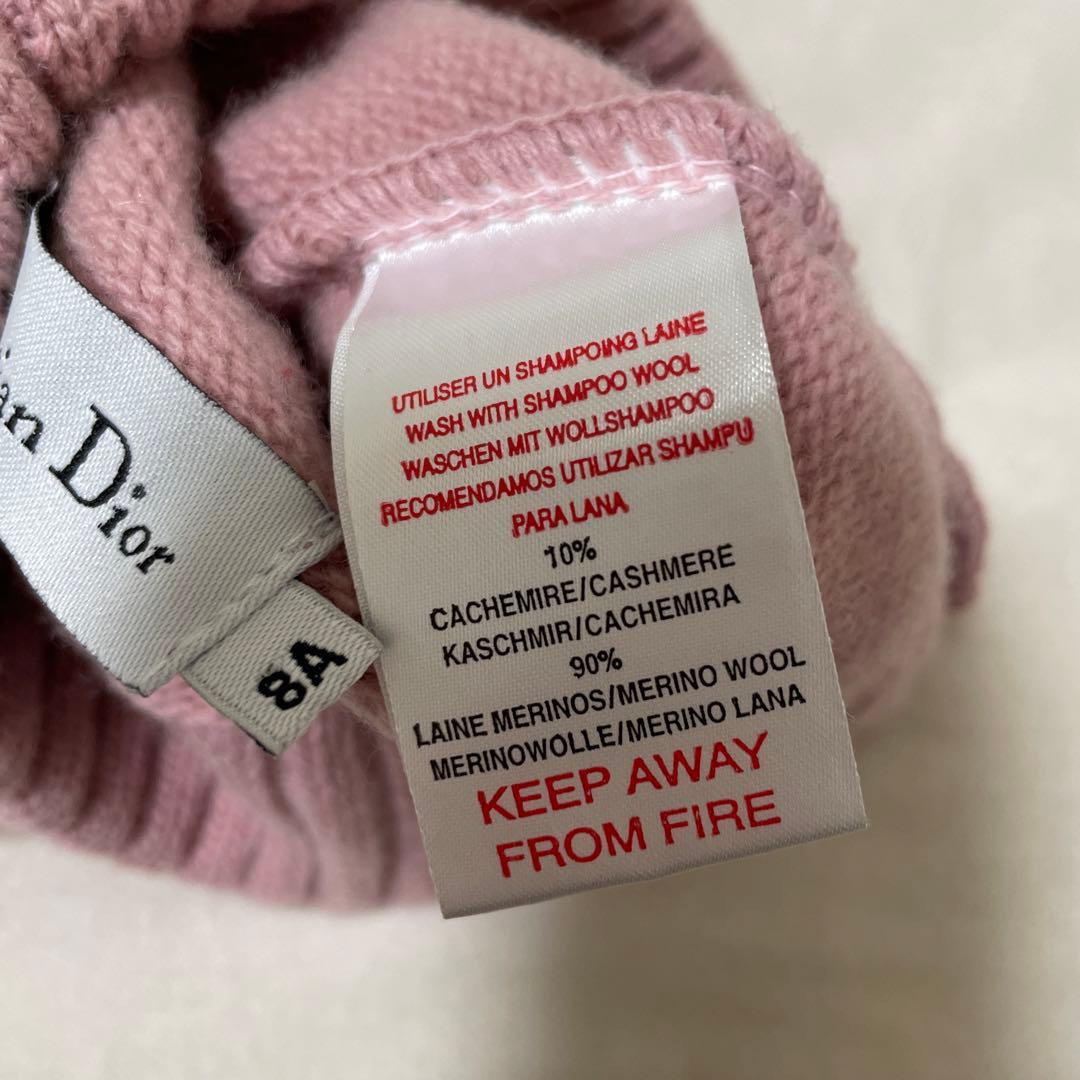 Dior
8A
UTILISER UN SHAMPOING LAINE
WASH WITH SHAMPOO WOOL
WASCHEN MIT WOLLSHAMPOO
RECOMENDAMOS UTILIZAR SHAMPU
PARA LANA
10%
CACHEMIRE/CASHMERE
KASCHMIR/CACHEMIRA
90%
LAINE MERINOS/MERINO WOOL
MERINOWOLLE/MERINO LANA
KEEP AWAY
FROM FIRE